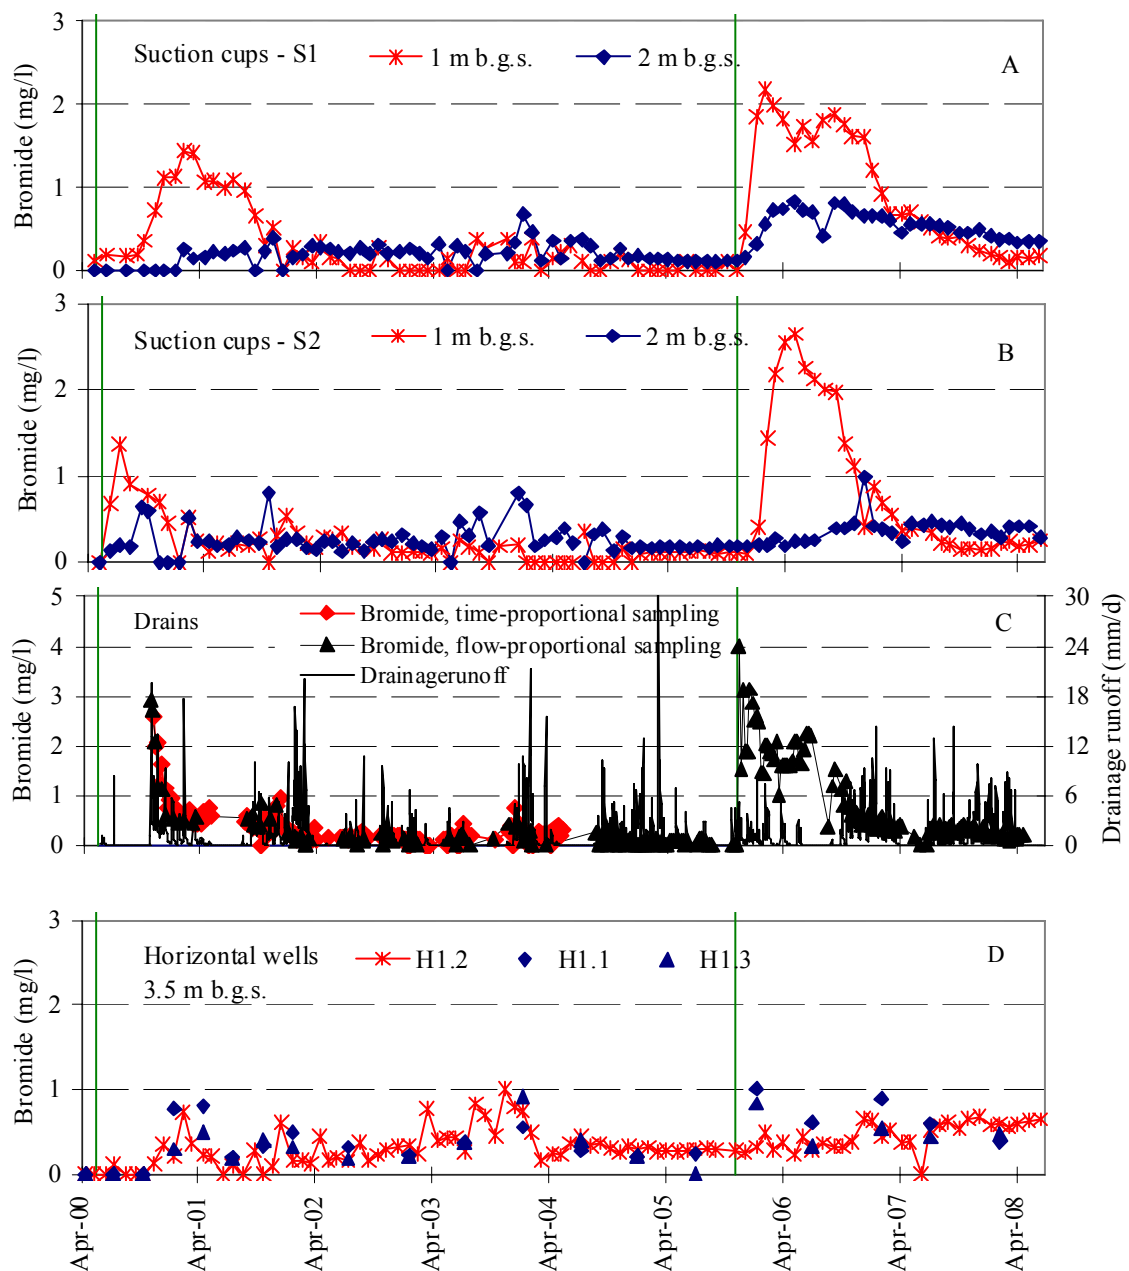 3
2
1
0
Bromide (mg/l)
Suction cups - S1
1 m b.g.s.
2 m b.g.s.
A
3
2
1
0
Bromide (mg/l)
Suction cups - S2
1 m b.g.s.
2 m b.g.s.
B
5
4
3
2
1
0
Bromide (mg/l)
Drains
Bromide, time-proportional sampling
Bromide, flow-proportional sampling
Drainagerunoff
C
30
24
18
12
6
0
Drainage runoff (mm/d)
3
2
1
0
Bromide (mg/l)
Horizontal wells
3.5 m b.g.s.
H1.2
H1.1
H1.3
D
Apr-00
Apr-01
Apr-02
Apr-03
Apr-04
Apr-05
Apr-06
Apr-07
Apr-08